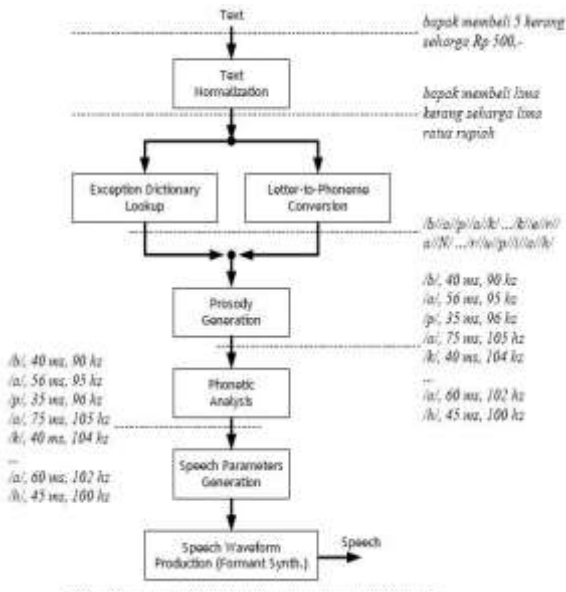 Text
bapak membeli 5 kerang
seharga Rp 500,-
Text
Normalization
bapak membeli lima
kerang seharga lima
ratus rupiah
Exception Dictionary
Lookup
Letter-to-Phoneme
Conversion
/b//a//p//a//k/ .../k//e//r//
a//N/ .../r//u//p//i//a//h/
Prosody
Generation
/b/, 40 ms, 90 hz
/a/, 56 ms, 95 hz
/p/, 35 ms, 96 hz
/a/, 75 ms, 105 hz
/k/, 40 ms, 104 hz
...
/a/, 60 ms, 102 hz
/h/, 45 ms, 100 hz
/b/, 40 ms, 90 hz
/a/, 56 ms, 95 hz
/p/, 35 ms, 96 hz
/a/, 75 ms, 105 hz
/k/, 40 ms, 104 hz
...
/a/, 60 ms, 102 hz
/h/, 45 ms, 100 hz
Phonetic
Analysis
Speech Parameters
Generation
Speech Waveform
Production (Formant Synth.)
Speech